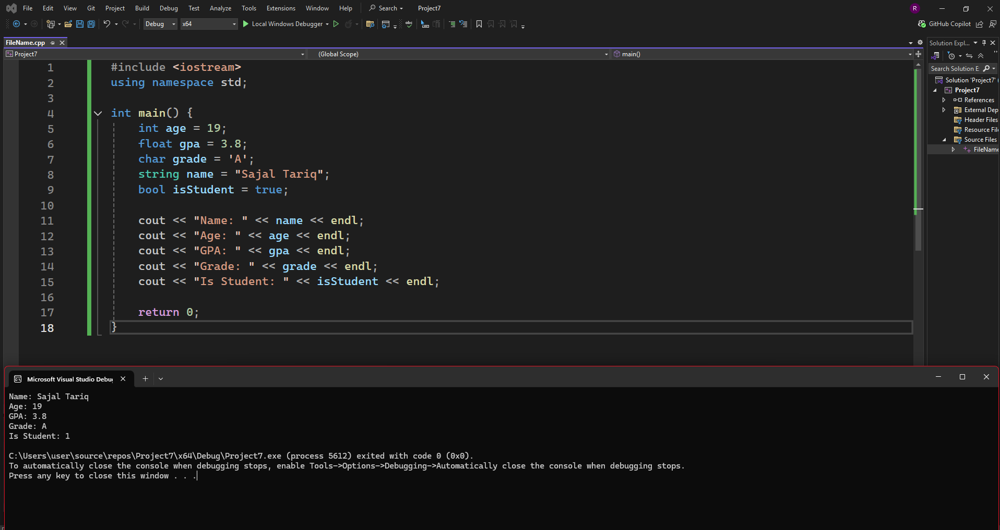 File Edit View Git Project Build Debug Test Analyze Tools Extensions Window Help Search Project7 R
Debug x64 Local Windows Debugger GitHub Copilot
FileName.cpp
Project7 (Global Scope) main()
1 #include <iostream>
2 using namespace std;
3
4 int main() {
5 int age = 19;
6 float gpa = 3.8;
7 char grade = 'A';
8 string name = "Sajal Tariq";
9 bool isStudent = true;
10
11 cout << "Name: " << name << endl;
12 cout << "Age: " << age << endl;
13 cout << "GPA: " << gpa << endl;
14 cout << "Grade: " << grade << endl;
15 cout << "Is Student: " << isStudent << endl;
16
17 return 0;
18 }
Solution Expl...
Search Solution E
Solution 'Project7' (
Project7
References
External Dep
Header Files
Resource Fil
Source Files
FileName
Microsoft Visual Studio Debu
Name: Sajal Tariq
Age: 19
GPA: 3.8
Grade: A
Is Student: 1
C:\Users\user\source\repos\Project7\x64\Debug\Project7.exe (process 5612) exited with code 0 (0x0).
To automatically close the console when debugging stops, enable Tools->Options->Debugging->Automatically close the console when debugging stops.
Press any key to close this window . . .